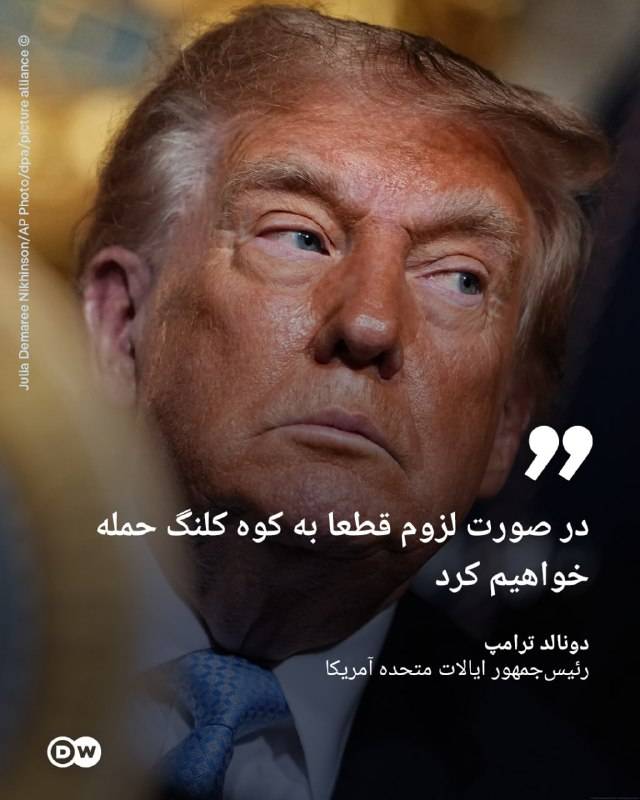 Julia Demaree Nikhinson/AP Photo/dpa/picture alliance ©
در صورت لزوم قطعا به کوه کلنگ حمله
خواهیم کرد
دونالد ترامپ
رئیس‌جمهور ایالات متحده آمریکا
DW